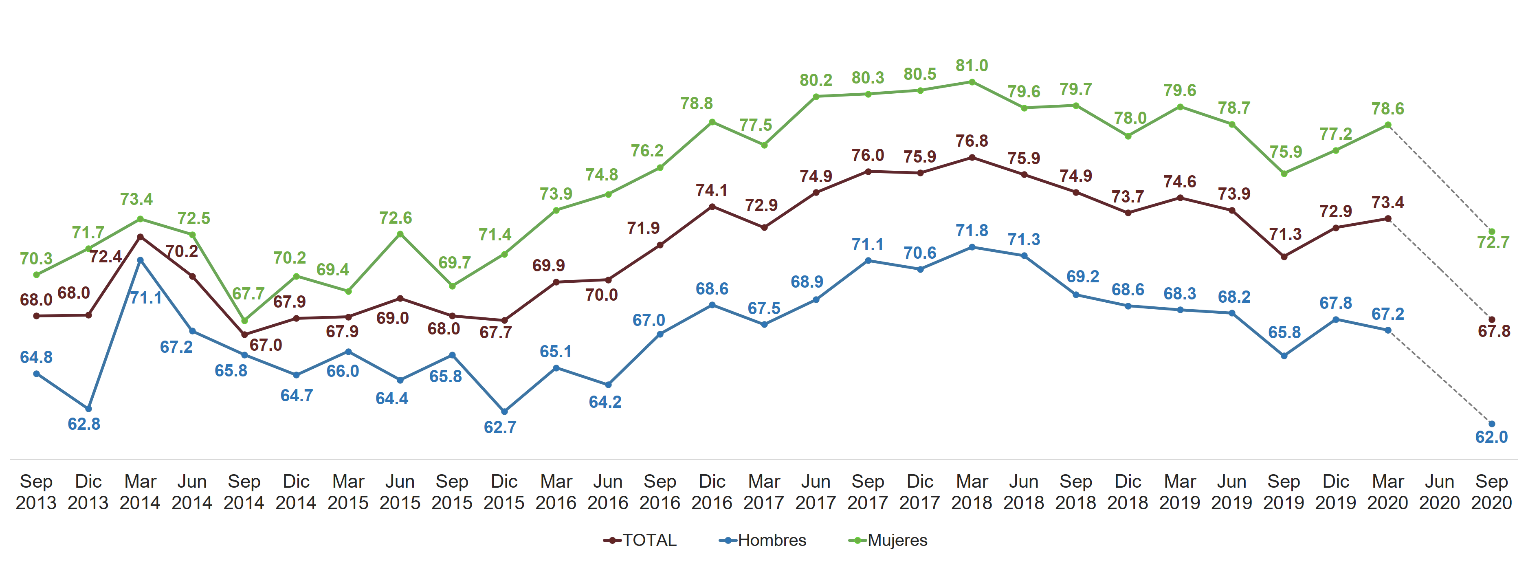 81.0
80.2 80.3 80.5
79.6 79.7 79.6
78.8 78.0 78.7 78.6
77.5 77.2
76.2 76.0 75.9 76.8 75.9 75.9
74.8 74.9 74.9 74.6
73.4 73.9 74.1 72.9 73.7 73.9 72.9 73.4
71.7 72.5 72.6 71.4 71.9 71.8 71.3 71.3 72.7
70.3 72.4 70.2 70.2 69.4 69.7 71.1 70.6
68.0 68.0 67.7 67.9 69.9 68.6 68.9 69.2 68.6 68.3 68.2
71.1 67.0 67.9 69.0 68.0 67.7 70.0 67.0 67.5 65.8 67.8 67.2 67.8
64.8 67.2 65.8 66.0 65.8 65.1
62.8 64.7 64.4 62.7 64.2 62.0
Sep Dic Mar Jun Sep Dic Mar Jun Sep Dic Mar Jun Sep Dic Mar Jun Sep Dic Mar Jun Sep Dic Mar Jun Sep Dic Mar Jun Sep
2013 2013 2014 2014 2014 2014 2015 2015 2015 2015 2016 2016 2016 2016 2017 2017 2017 2017 2018 2018 2018 2018 2019 2019 2019 2019 2020 2020 2020
TOTAL Hombres Mujeres